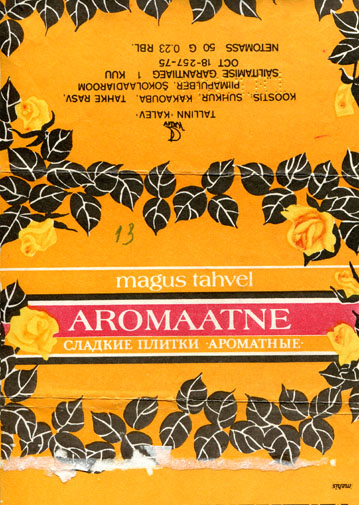 KOOSTIS: SUHKUR, KAKAOUBA, TAHKE RASV,
PIIMAPULBER, ŠOKOLAADIAROOM
SÄILITAMISE GARANTIIAEG 1 KUU
OCT 18-257-75
NETOMASS 50 G 0.23 RBL.
TALLINN «KALEV»
13
magus tahvel
AROMAATNE
СЛАДКИЕ ПЛИТКИ ·АРОМАТНЫЕ·